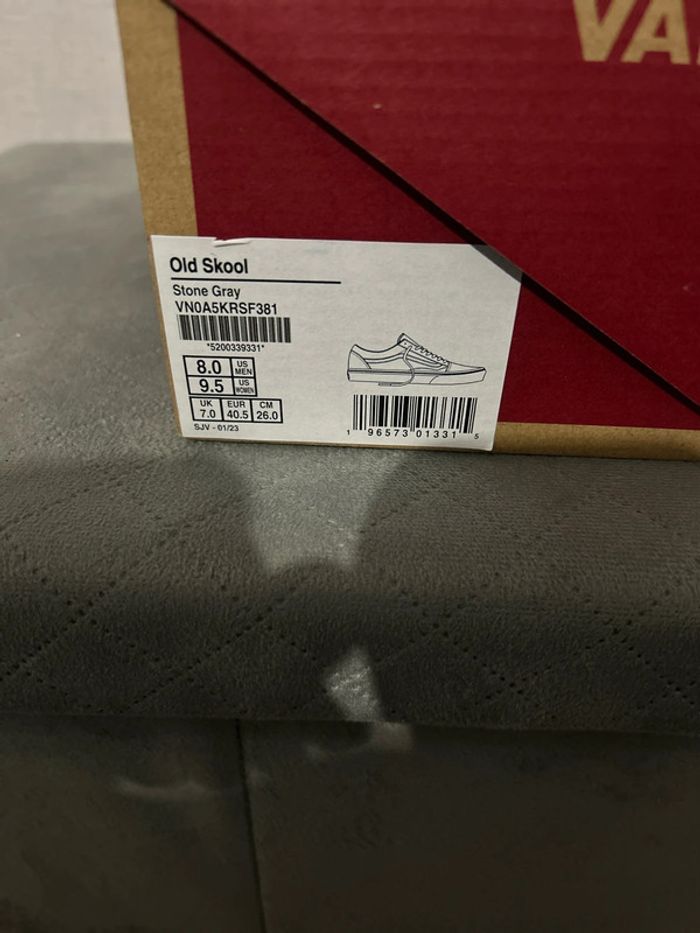 VA
Old Skool
Stone Gray
VN0A5KRSF381
*5200339331*
8.0 US MEN
9.5 US WOMEN
UK EUR CM
7.0 40.5 26.0
SJV - 01/23
1 96573 01331 5